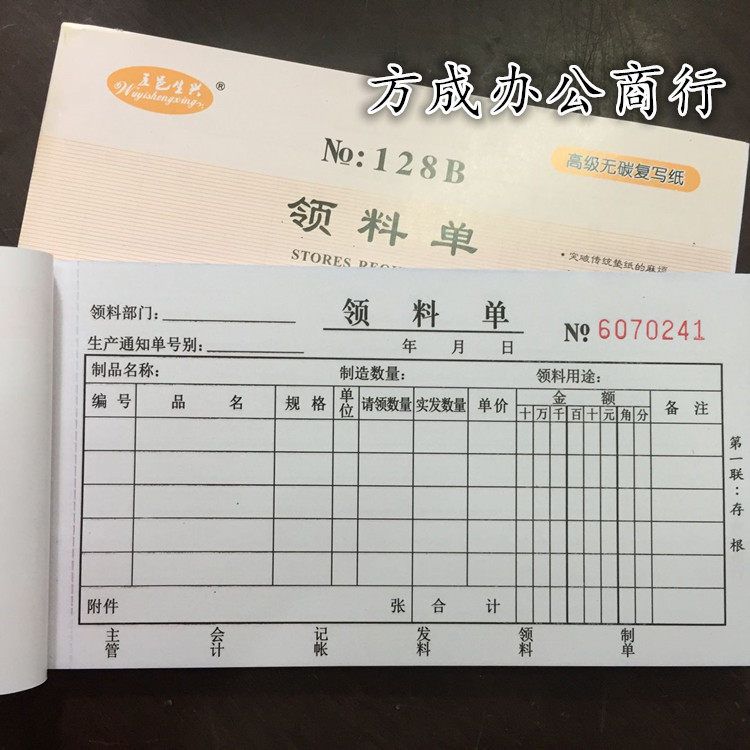 五邑生兴 ®
Wuyishengxing
方成办公商行
№:128B
高级无碳复写纸
领料单
STORES REQU
·突破传统垫纸的麻烦
领料部门:
领料单
№ 6070241
生产通知单号别:
年 月 日
制品名称: 制造数量: 领料用途:
编号 品名 规格 单位 请领数量 实发数量 单价 金额 备注
十 万 千 百 十 元 角 分
第一联:存根
附件 张 合计
主管 会计 记帐 发料 领料 制单